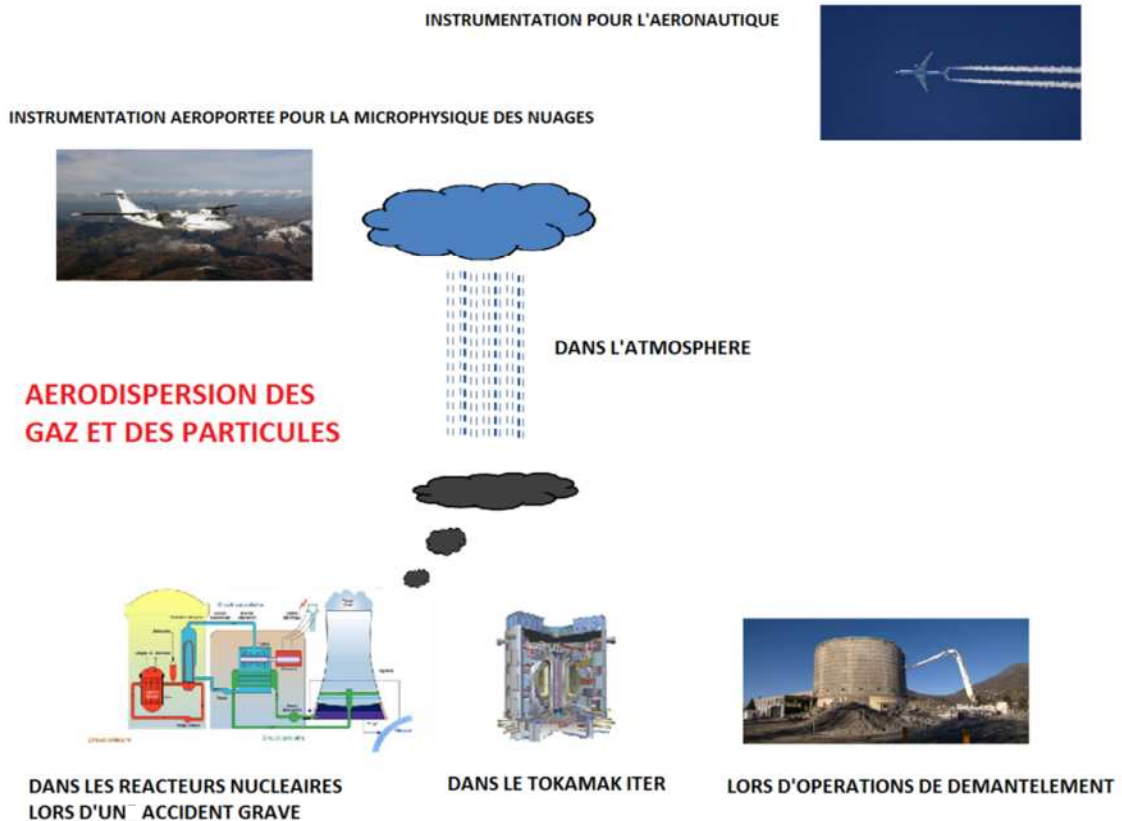 INSTRUMENTATION POUR L'AERONAUTIQUE
INSTRUMENTATION AEROPORTEE POUR LA MICROPHYSIQUE DES NUAGES
DANS L'ATMOSPHERE
AERODISPERSION DES
GAZ ET DES PARTICULES
DANS LES REACTEURS NUCLEAIRES
LORS D'UN ACCIDENT GRAVE
DANS LE TOKAMAK ITER
LORS D'OPERATIONS DE DEMANTELEMENT